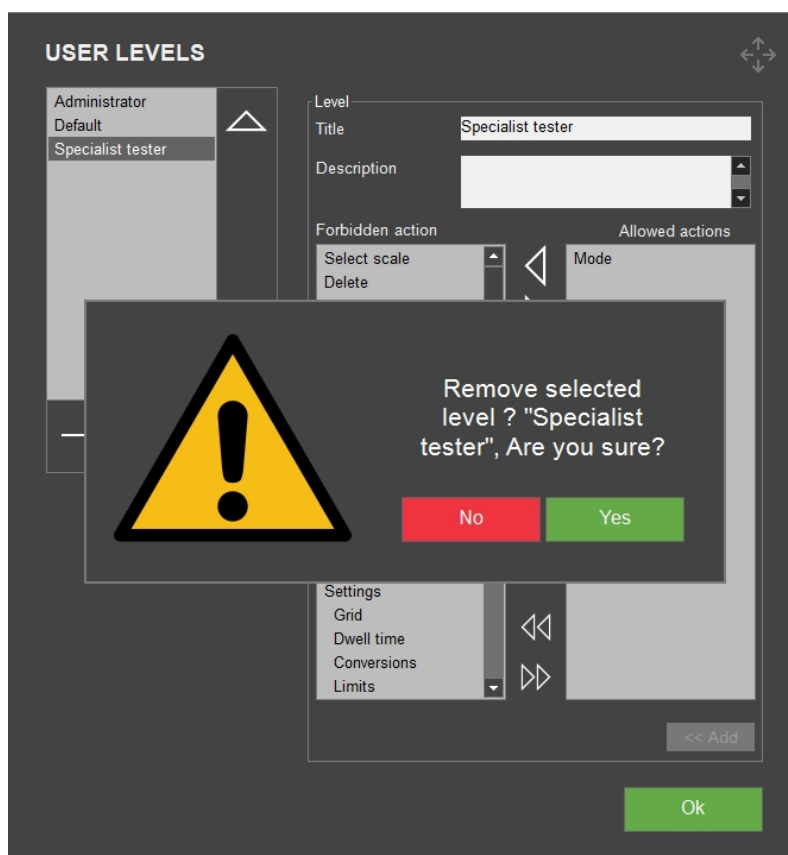 USER LEVELS
Administrator
Default
Specialist tester
Level
Title
Specialist tester
Description
Forbidden action
Allowed actions
Select scale
Delete
Mode
Remove selected
level ? "Specialist
tester", Are you sure?
No
Yes
Settings
Grid
Dwell time
Conversions
Limits
<< Add
Ok